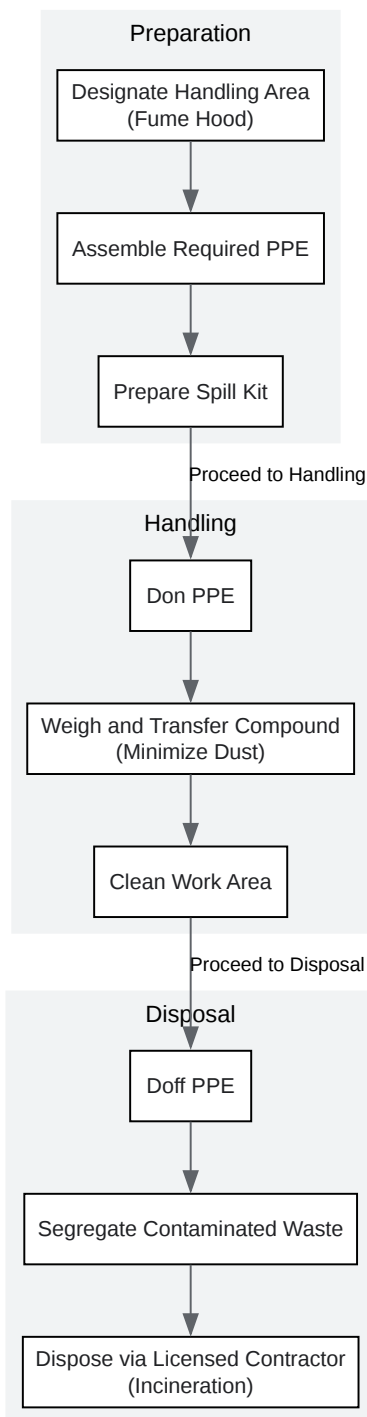 Preparation
Designate Handling Area
(Fume Hood)
Assemble Required PPE
Prepare Spill Kit
Proceed to Handling
Handling
Don PPE
Weigh and Transfer Compound
(Minimize Dust)
Clean Work Area
Proceed to Disposal
Disposal
Doff PPE
Segregate Contaminated Waste
Dispose via Licensed Contractor
(Incineration)